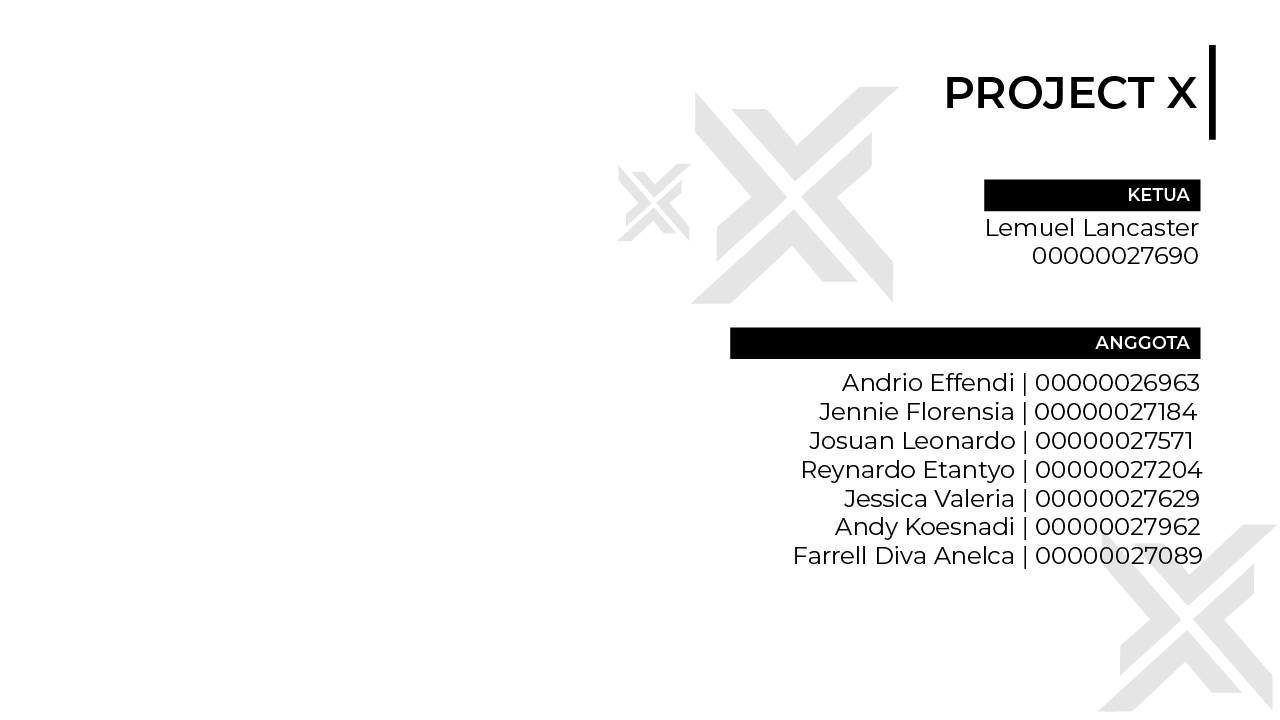 PROJECT X
KETUA
Lemuel Lancaster
00000027690
ANGGOTA
Andrio Effendi | 00000026963
Jennie Florensia | 00000027184
Josuan Leonardo | 00000027571
Reynardo Etantyo | 00000027204
Jessica Valeria | 00000027629
Andy Koesnadi | 00000027962
Farrell Diva Anelca | 00000027089